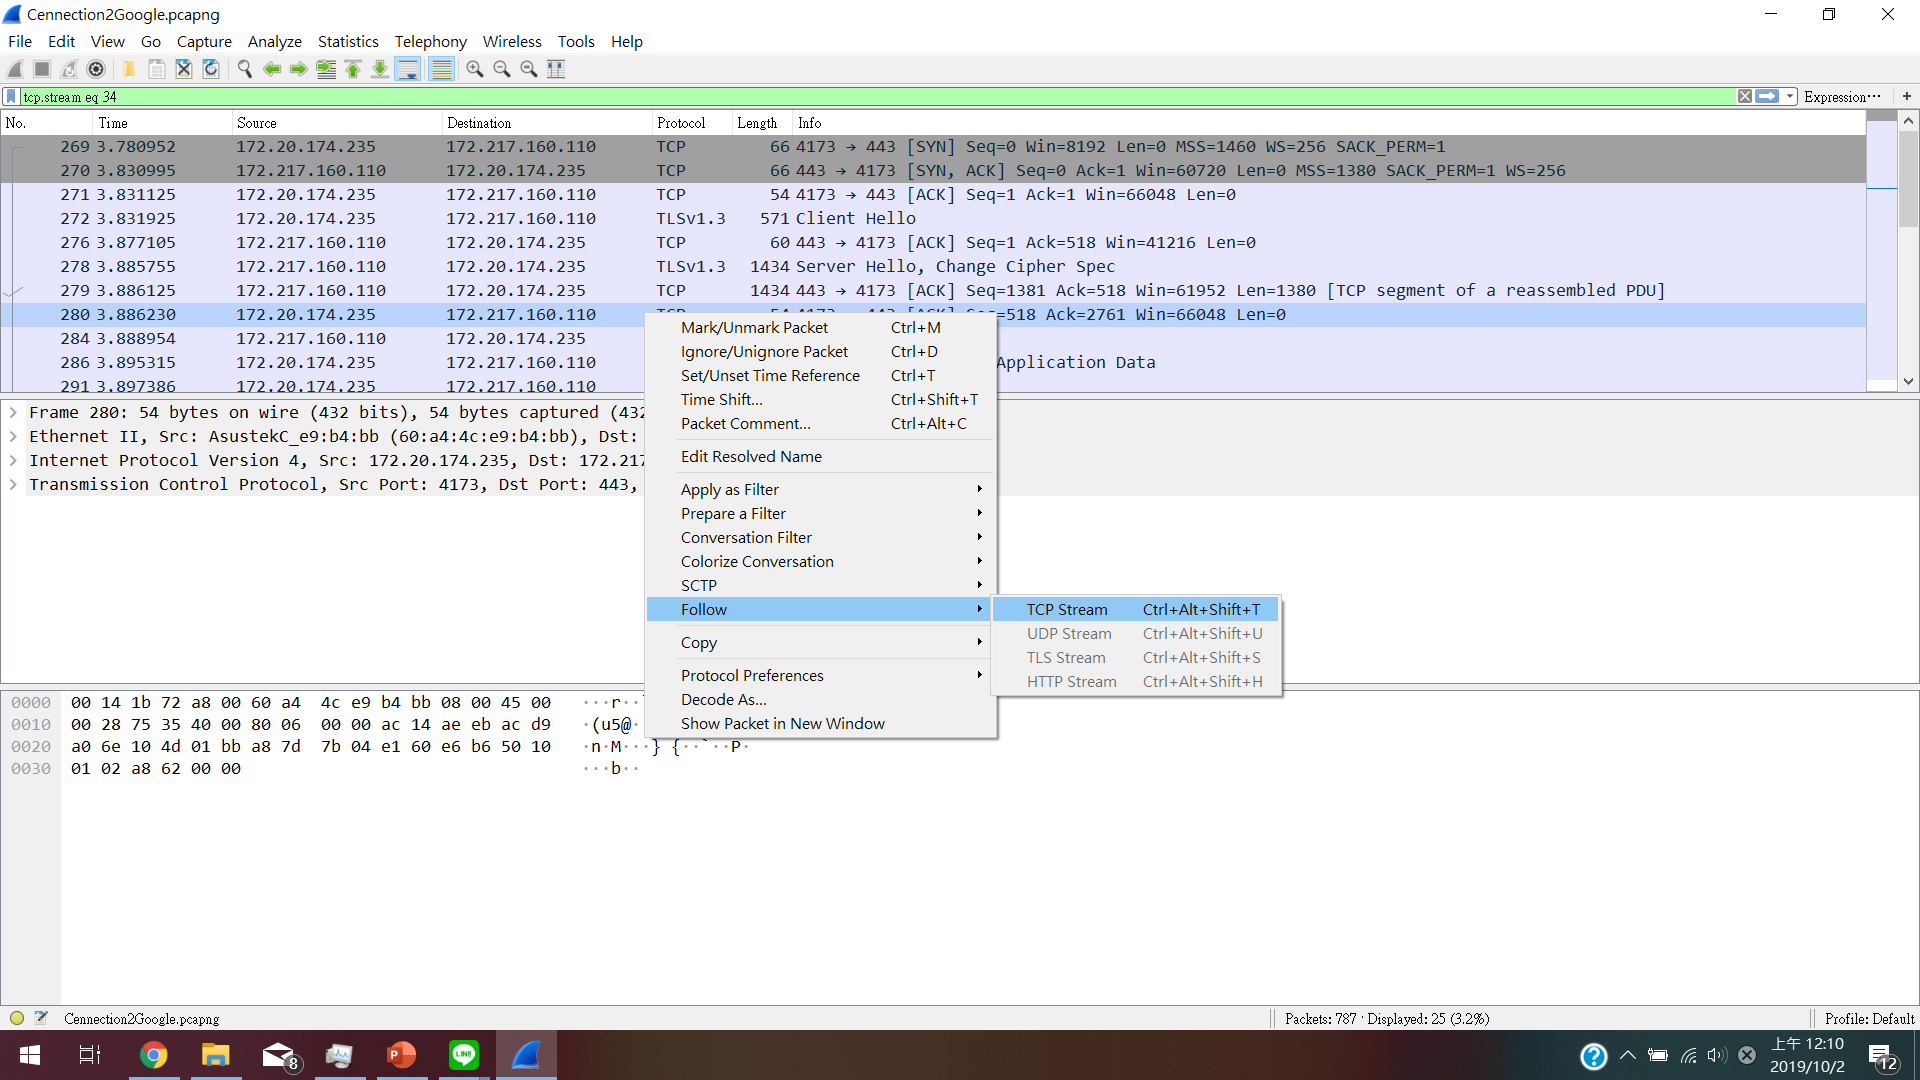 Cennection2Google.pcapng
File Edit View Go Capture Analyze Statistics Telephony Wireless Tools Help
tcp.stream eq 34
Expression… +
No. Time Source Destination Protocol Length Info
269 3.780952 172.20.174.235 172.217.160.110 TCP 66 4173 → 443 [SYN] Seq=0 Win=8192 Len=0 MSS=1460 WS=256 SACK_PERM=1
270 3.830995 172.217.160.110 172.20.174.235 TCP 66 443 → 4173 [SYN, ACK] Seq=0 Ack=1 Win=60720 Len=0 MSS=1380 SACK_PERM=1 WS=256
271 3.831125 172.20.174.235 172.217.160.110 TCP 54 4173 → 443 [ACK] Seq=1 Ack=1 Win=66048 Len=0
272 3.831925 172.20.174.235 172.217.160.110 TLSv1.3 571 Client Hello
276 3.877105 172.217.160.110 172.20.174.235 TCP 60 443 → 4173 [ACK] Seq=1 Ack=518 Win=41216 Len=0
278 3.885755 172.217.160.110 172.20.174.235 TLSv1.3 1434 Server Hello, Change Cipher Spec
279 3.886125 172.217.160.110 172.20.174.235 TCP 1434 443 → 4173 [ACK] Seq=1381 Ack=518 Win=61952 Len=1380 [TCP segment of a reassembled PDU]
280 3.886230 172.20.174.235 172.217.160.110 =518 Ack=2761 Win=66048 Len=0
284 3.888954 172.217.160.110 172.20.174.235
286 3.895315 172.20.174.235 172.217.160.110 Application Data
291 3.897386 172.20.174.235 172.217.160.110
Mark/Unmark Packet Ctrl+M
Ignore/Unignore Packet Ctrl+D
Set/Unset Time Reference Ctrl+T
Time Shift... Ctrl+Shift+T
Packet Comment... Ctrl+Alt+C
Edit Resolved Name
Apply as Filter
Prepare a Filter
Conversation Filter
Colorize Conversation
SCTP
Follow
Copy
Protocol Preferences
Decode As...
Show Packet in New Window
TCP Stream Ctrl+Alt+Shift+T
UDP Stream Ctrl+Alt+Shift+U
TLS Stream Ctrl+Alt+Shift+S
HTTP Stream Ctrl+Alt+Shift+H
Frame 280: 54 bytes on wire (432 bits), 54 bytes captured (432
Ethernet II, Src: AsustekC_e9:b4:bb (60:a4:4c:e9:b4:bb), Dst:
Internet Protocol Version 4, Src: 172.20.174.235, Dst: 172.217
Transmission Control Protocol, Src Port: 4173, Dst Port: 443,
0000 00 14 1b 72 a8 00 60 a4 4c e9 b4 bb 08 00 45 00 ···r··
0010 00 28 75 35 40 00 80 06 00 00 ac 14 ae eb ac d9 ·(u5@·
0020 a0 6e 10 4d 01 bb a8 7d 7b 04 e1 60 e6 b6 50 10 ·n·M···} {··`··P·
0030 01 02 a8 62 00 00 ···b··
Cennection2Google.pcapng
Packets: 787 · Displayed: 25 (3.2%)
Profile: Default
8
P
LINE
?
上午 12:10
2019/10/2
12